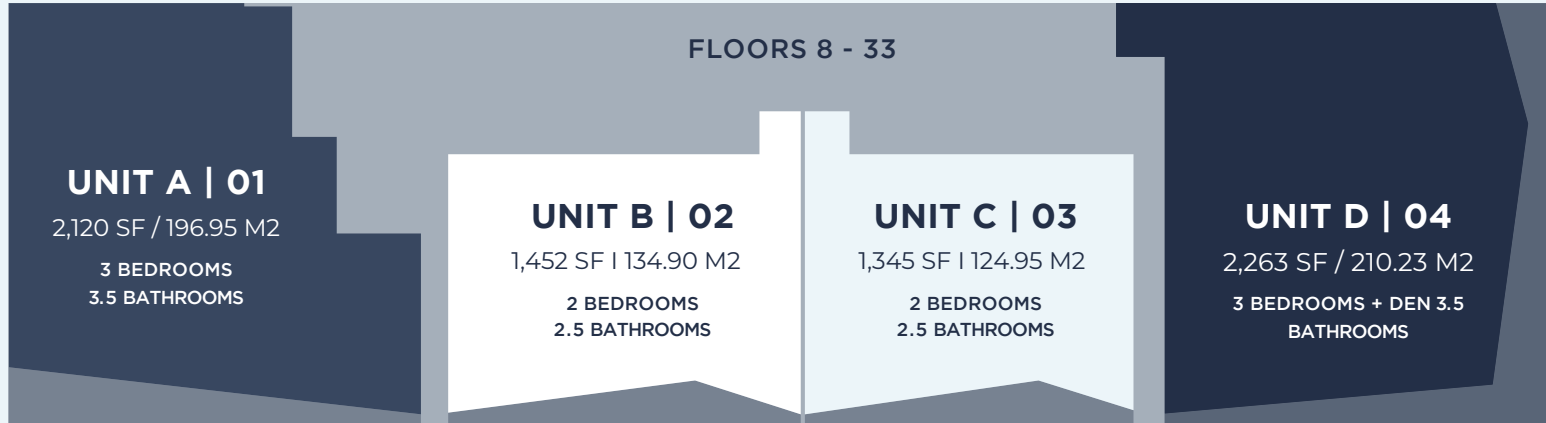 FLOORS 8 - 33
UNIT A | 01
2,120 SF / 196.95 M2
3 BEDROOMS
3.5 BATHROOMS
UNIT B | 02
1,452 SF I 134.90 M2
2 BEDROOMS
2.5 BATHROOMS
UNIT C | 03
1,345 SF I 124.95 M2
2 BEDROOMS
2.5 BATHROOMS
UNIT D | 04
2,263 SF / 210.23 M2
3 BEDROOMS + DEN 3.5
BATHROOMS